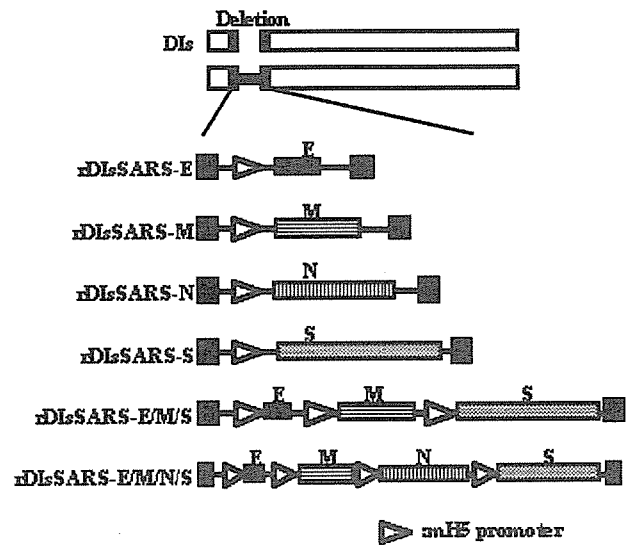 Deletion
DIs
E
rDIsSARS-E
M
rDIsSARS-M
N
rDIsSARS-N
S
rDIsSARS-S
E M S
rDIsSARS-E/M/S
E M N S
rDIsSARS-E/M/N/S
:mH5 promoter